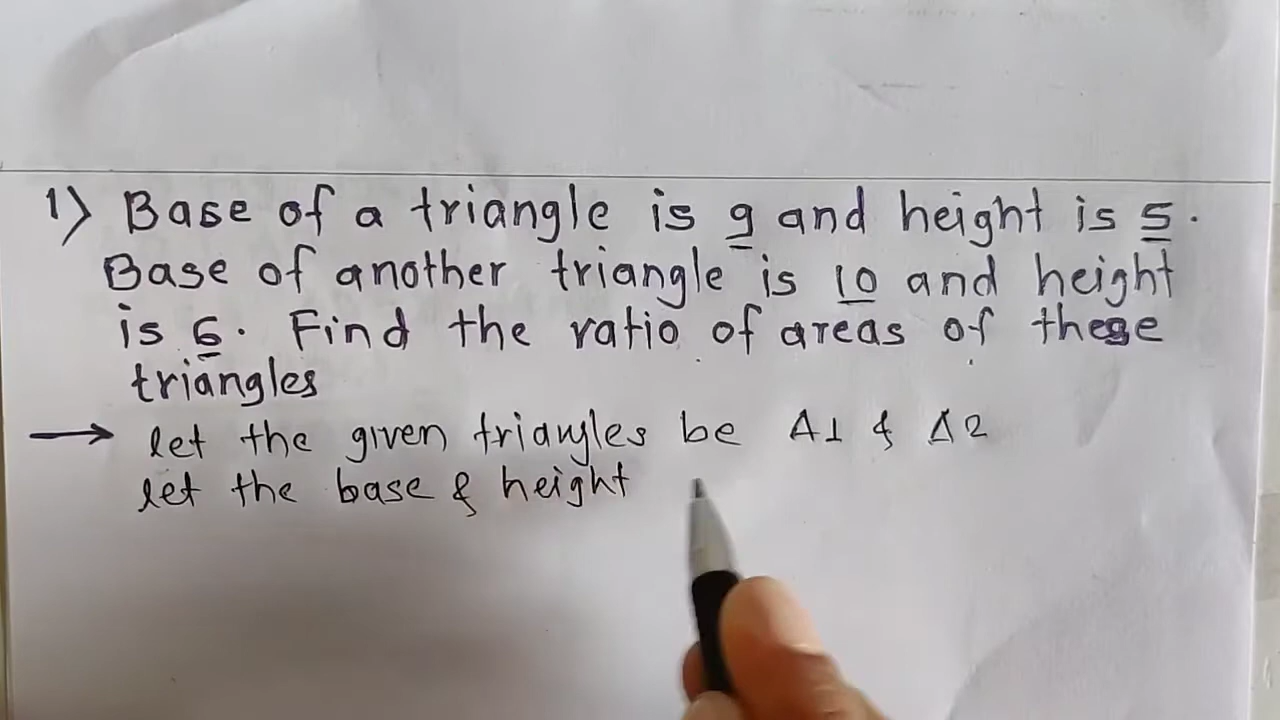 1) Base of a triangle is 9 and height is 5.
Base of another triangle is 10 and height
is 6. Find the ratio of areas of these
triangles
→ let the given triangles be Δ1 & Δ2
let the base & height